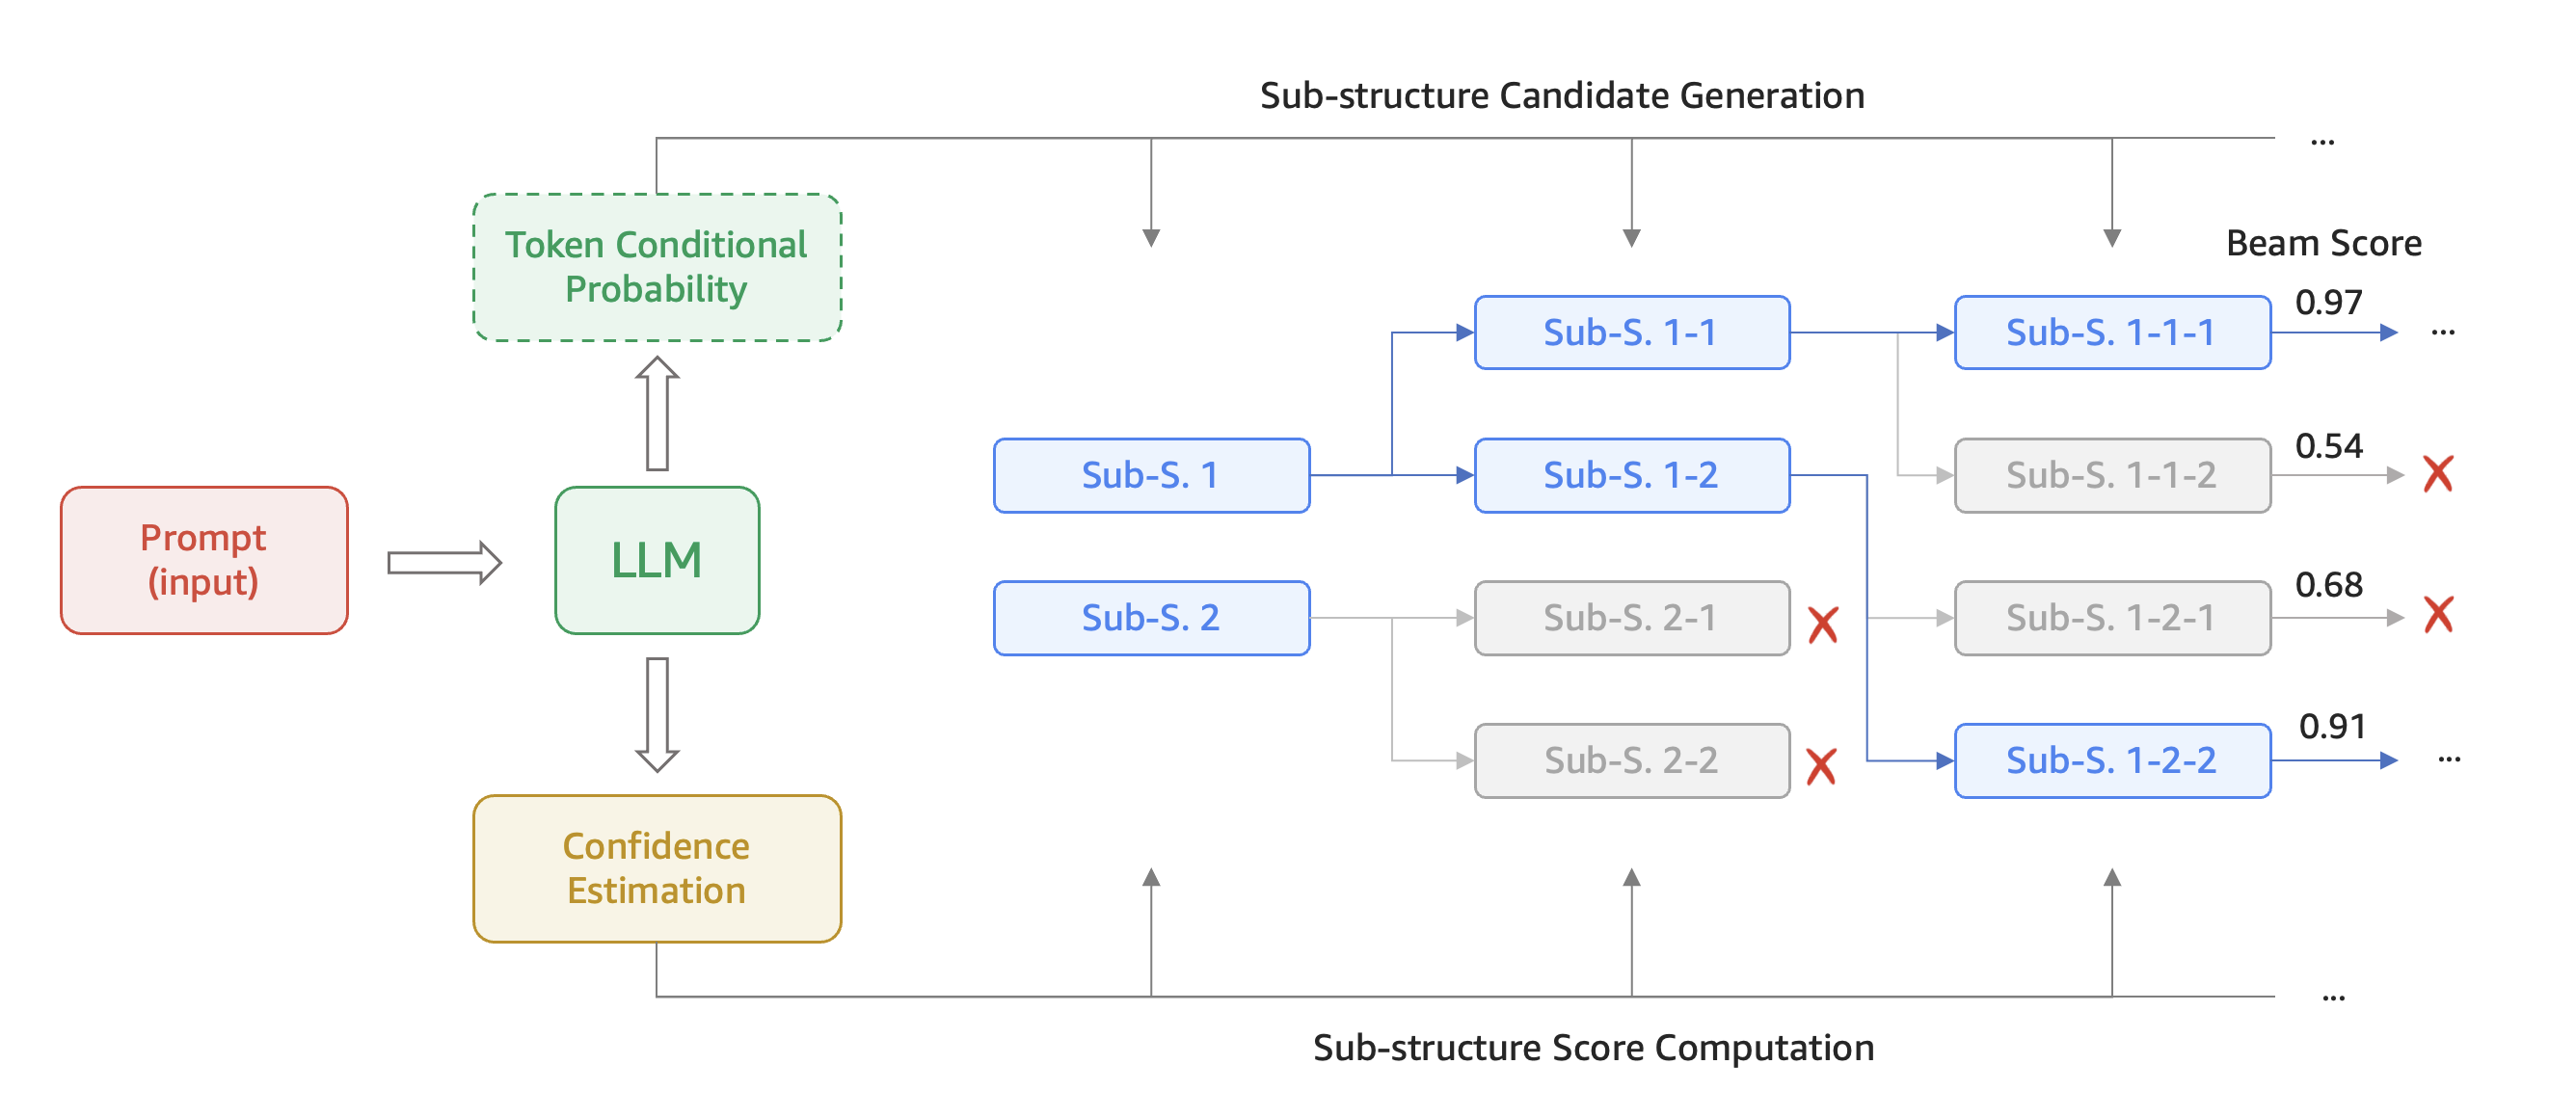 Sub-structure Candidate Generation
...
Token Conditional
Probability
Beam Score
0.97
Sub-S. 1-1
Sub-S. 1-1-1
...
0.54
Sub-S. 1
Sub-S. 1-2
Sub-S. 1-1-2
Prompt
(input)
LLM
0.68
Sub-S. 2
Sub-S. 2-1
Sub-S. 1-2-1
0.91
Sub-S. 2-2
Sub-S. 1-2-2
...
Confidence
Estimation
...
Sub-structure Score Computation